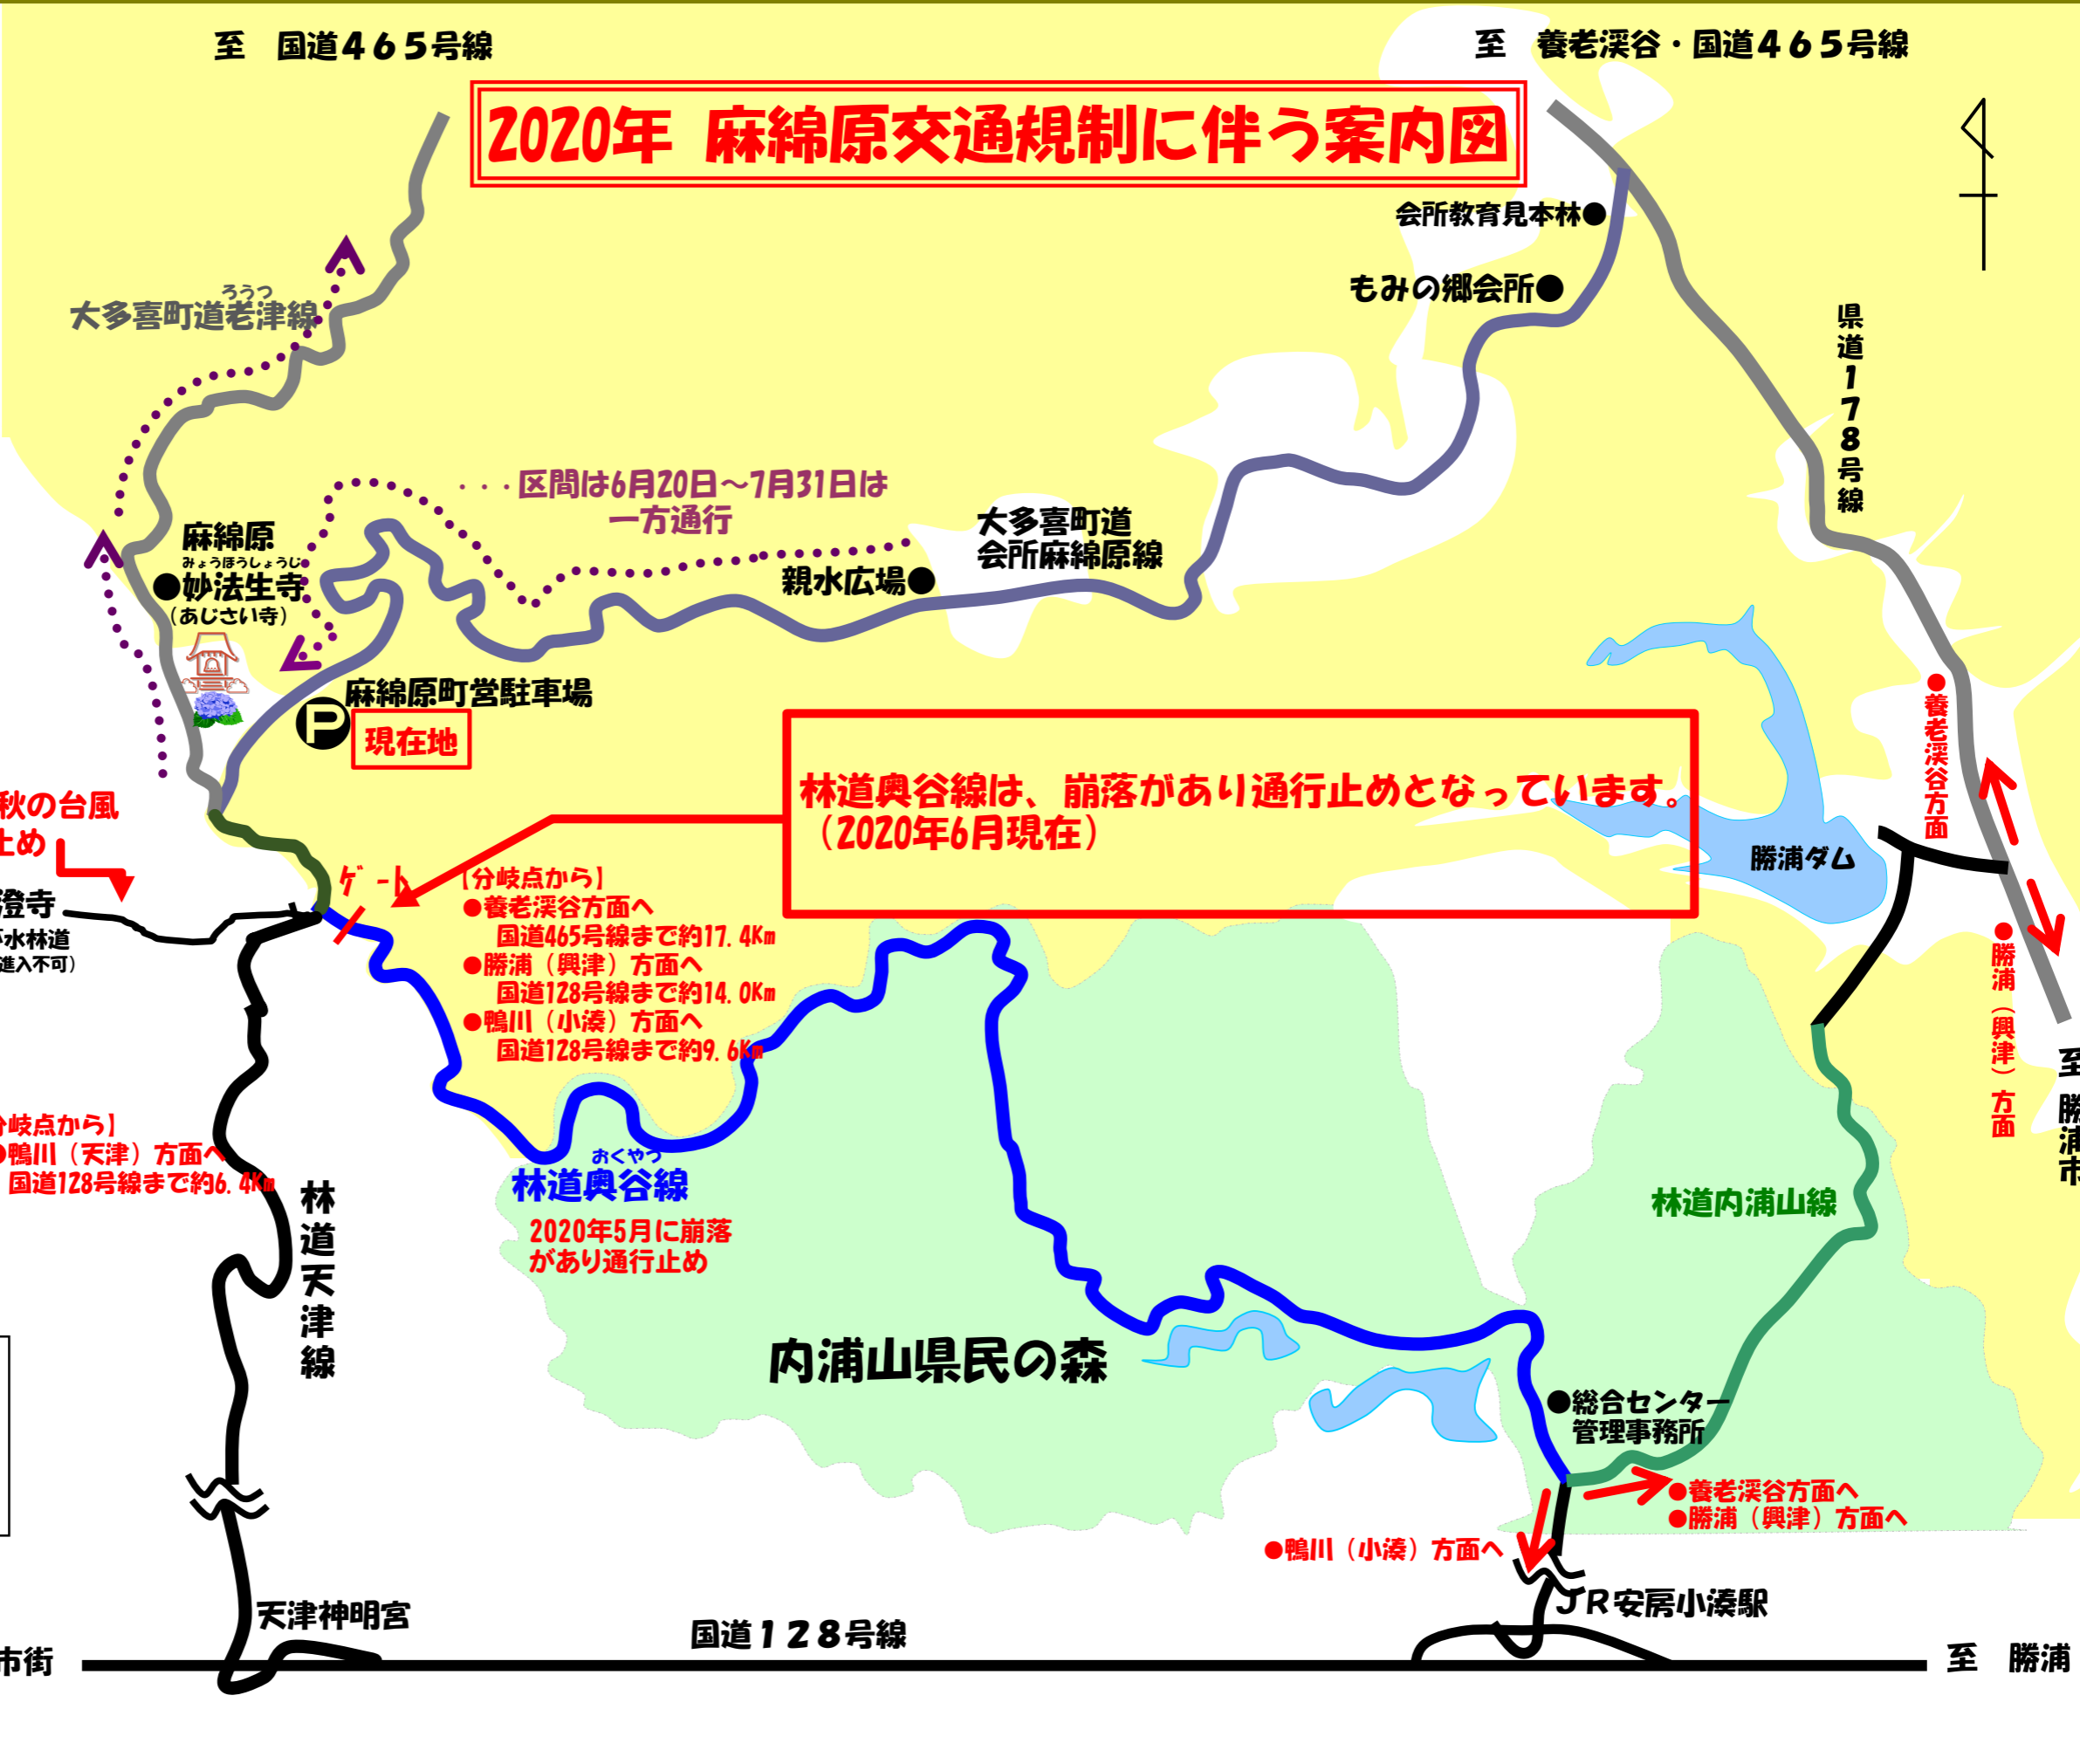 至　国道４６５号線
至　養老渓谷・国道４６５号線
2020年 麻綿原交通規制に伴う案内図
会所教育見本林●
もみの郷会所●
ろうつ
大多喜町道老津線
県道１７８号線
・・・区間は6月20日～7月31日は
一方通行
大多喜町道
会所麻綿原線
親水広場●
麻綿原
みょうほうしょうじ
●妙法生寺
（あじさい寺）
麻綿原町営駐車場
P
現在地
●養老渓谷方面
林道奥谷線は、崩落があり通行止めとなっています。
（2020年6月現在）
秋の台風
止め
勝浦ダム
ゲート
澄寺
水林道
進入不可）
【分岐点から】
●養老渓谷方面へ
国道465号線まで約17.4Km
●勝浦（興津）方面へ
国道128号線まで約14.0Km
●鴨川（小湊）方面へ
国道128号線まで約9.6Km
●勝浦（興津）方面
至　勝浦市
分岐点から】
●鴨川（天津）方面へ
国道128号線まで約6.4Km
林道天津線
おくやつ
林道奥谷線
2020年5月に崩落
があり通行止め
林道内浦山線
内浦山県民の森
●総合センター
管理事務所
●養老渓谷方面へ
●勝浦（興津）方面へ
●鴨川（小湊）方面へ
ＪＲ安房小湊駅
天津神明宮
国道１２８号線
市街
至　勝浦